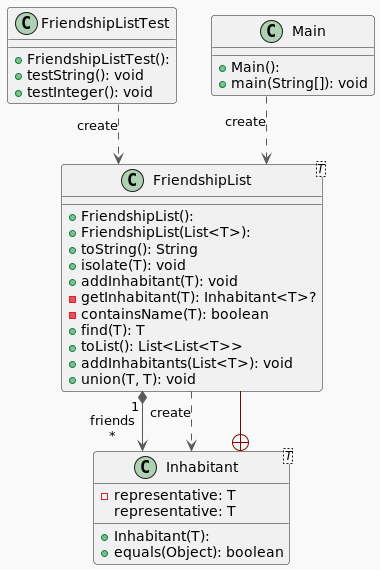 C FriendshipListTest
FriendshipListTest():
testString(): void
testInteger(): void
C Main
Main():
main(String[]): void
create
create
C FriendshipList
T
FriendshipList():
FriendshipList(List<T>):
toString(): String
isolate(T): void
addInhabitant(T): void
getInhabitant(T): Inhabitant<T>?
containsName(T): boolean
find(T): T
toList(): List<List<T>>
addInhabitants(List<T>): void
union(T, T): void
1
friends
*
create
C Inhabitant
T
representative: T
representative: T
Inhabitant(T):
equals(Object): boolean